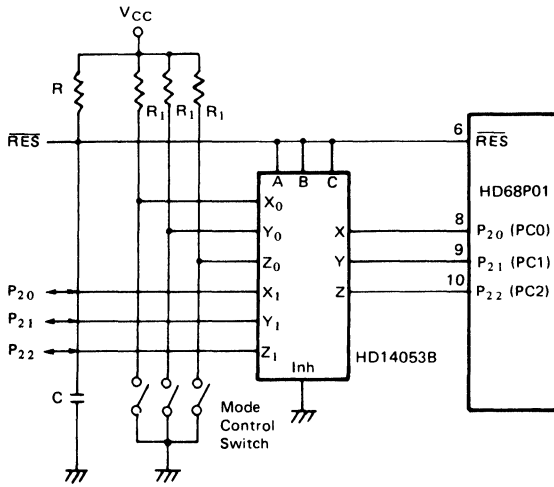 VCC
R
R1 R1 R1
RES
6
RES
A B C
HD68P01
X0
Y0
X
8
P20 (PC0)
Z0
Y
9
P21 (PC1)
P20
X1
Z
10
P22 (PC2)
P21
Y1
P22
Z1
HD14053B
Inh
C
Mode
Control
Switch